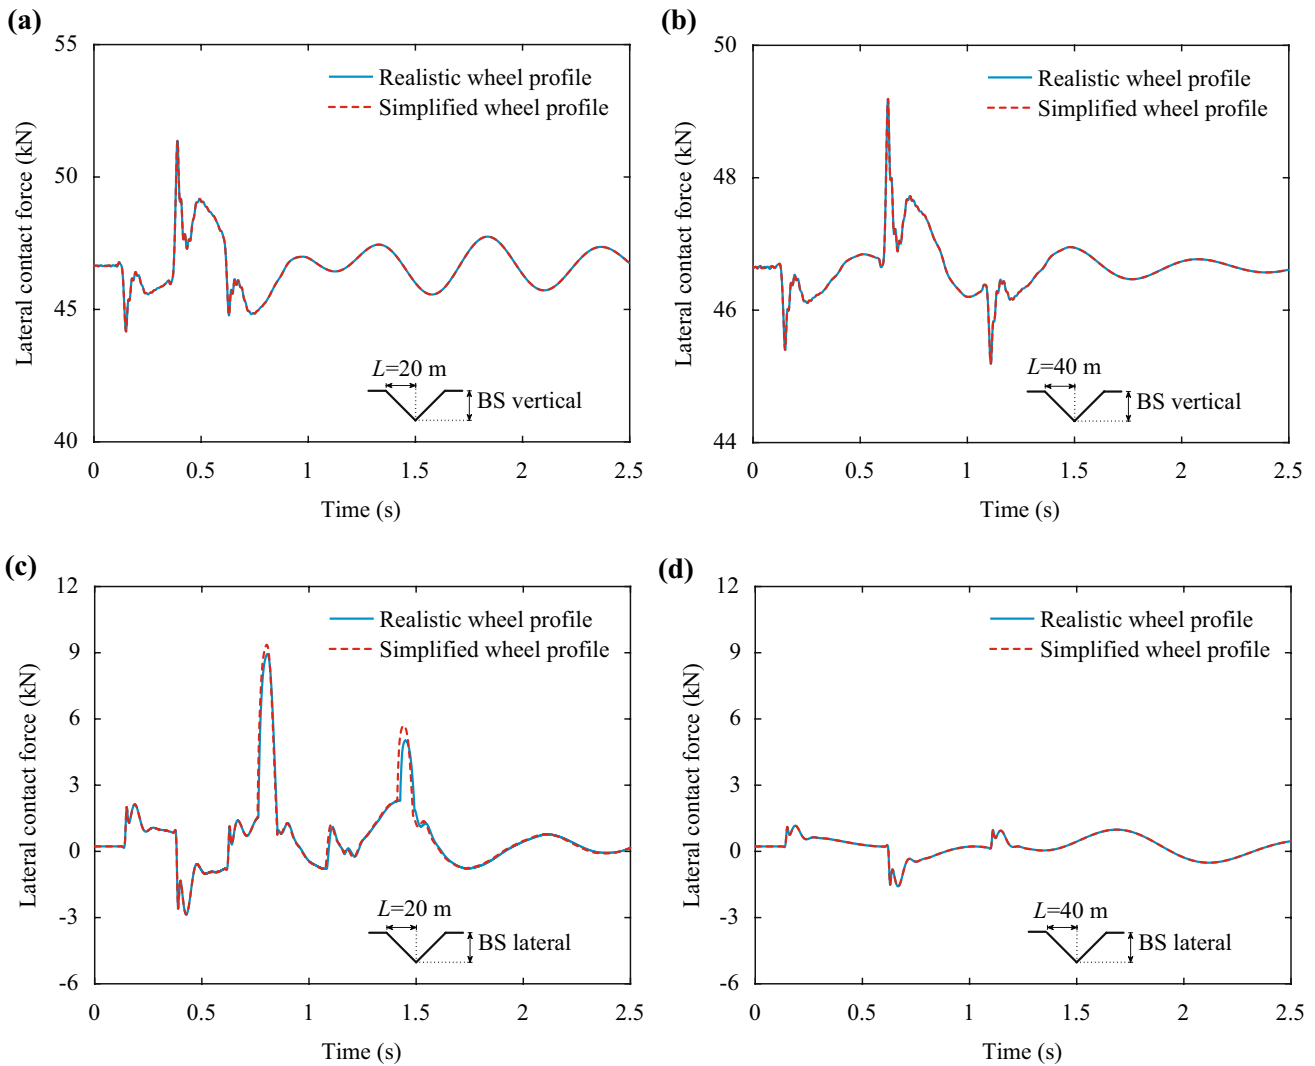 (a)
55
50
45
40
Lateral contact force (kN)
Realistic wheel profile
Simplified wheel profile
L=20 m
BS vertical
0 0.5 1 1.5 2 2.5
Time (s)
(b)
50
48
46
44
Lateral contact force (kN)
Realistic wheel profile
Simplified wheel profile
L=40 m
BS vertical
0 0.5 1 1.5 2 2.5
Time (s)
(c)
12
9
6
3
0
-3
-6
Lateral contact force (kN)
Realistic wheel profile
Simplified wheel profile
L=20 m
BS lateral
0 0.5 1 1.5 2 2.5
Time (s)
(d)
12
9
6
3
0
-3
-6
Lateral contact force (kN)
Realistic wheel profile
Simplified wheel profile
L=40 m
BS lateral
0 0.5 1 1.5 2 2.5
Time (s)